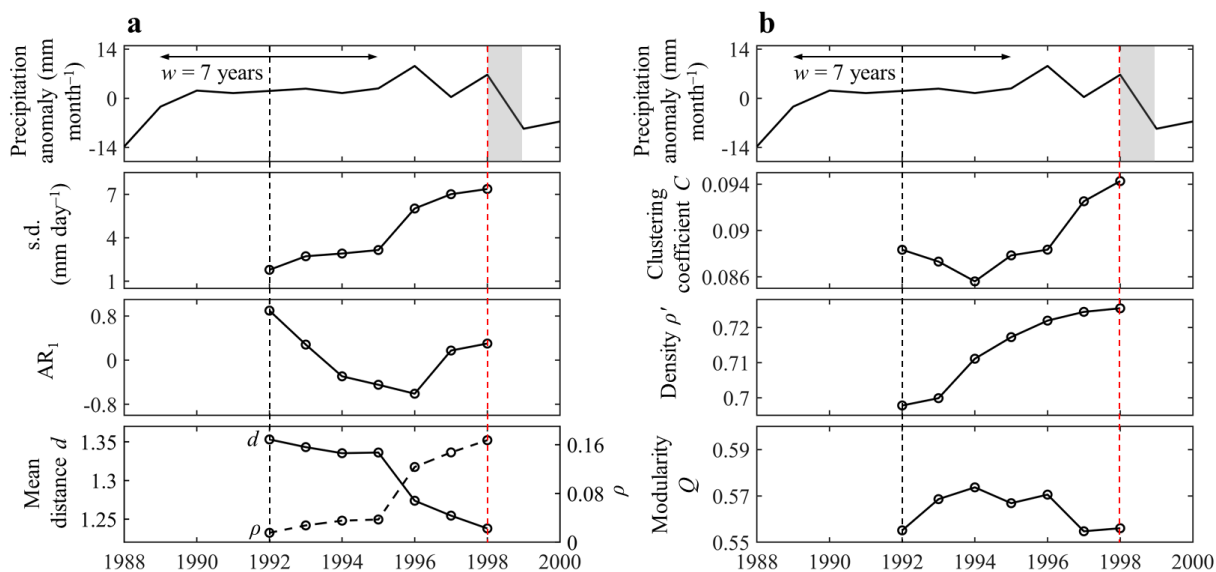 a
Precipitation
anomaly (mm
month⁻¹)
14
0
-14
w = 7 years
s.d.
(mm day⁻¹)
7
4
1
AR₁
0.8
0
-0.8
Mean
distance d
1.35
1.3
1.25
d
ρ
0.16
0.08
0
ρ
1988 1990 1992 1994 1996 1998 2000
b
Precipitation
anomaly (mm
month⁻¹)
14
0
-14
w = 7 years
Clustering
coefficient C
0.094
0.09
0.086
Density ρ'
0.72
0.71
0.7
Modularity
Q
0.59
0.57
0.55
1988 1990 1992 1994 1996 1998 2000